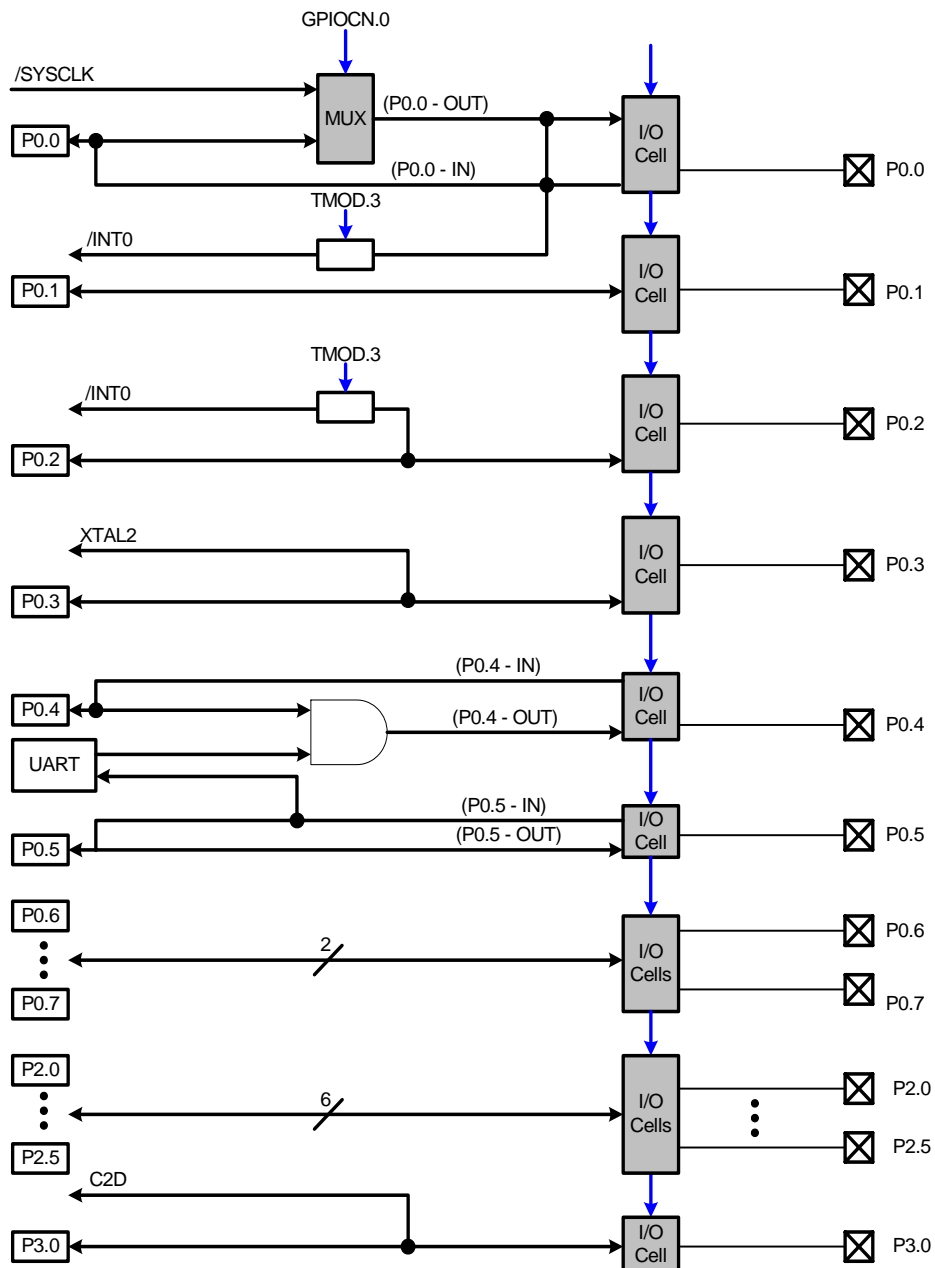 GPIOCN.0
/SYSCLK
MUX
(P0.0 - OUT)
I/O
Cell
P0.0
P0.0
(P0.0 - IN)
TMOD.3
/INT0
P0.1
I/O
Cell
P0.1
TMOD.3
/INT0
I/O
Cell
P0.2
P0.2
XTAL2
I/O
Cell
P0.3
P0.3
(P0.4 - IN)
I/O
Cell
P0.4
(P0.4 - OUT)
P0.4
UART
(P0.5 - IN)
I/O
Cell
(P0.5 - OUT)
P0.5
P0.5
P0.6
P0.6
2
I/O
Cells
P0.7
P0.7
P2.0
P2.0
6
I/O
Cells
P2.5
P2.5
C2D
P3.0
I/O
Cell
P3.0